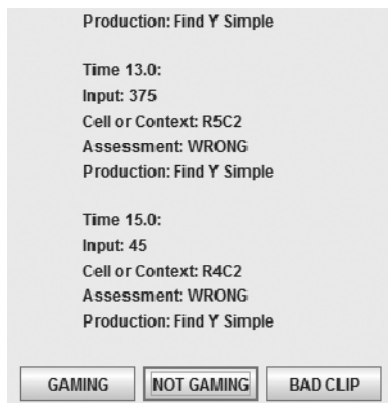 Production: Find Y Simple
Time 13.0:
Input: 375
Cell or Context: R5C2
Assessment: WRONG
Production: Find Y Simple
Time 15.0:
Input: 45
Cell or Context: R4C2
Assessment: WRONG
Production: Find Y Simple
GAMING NOT GAMING BAD CLIP